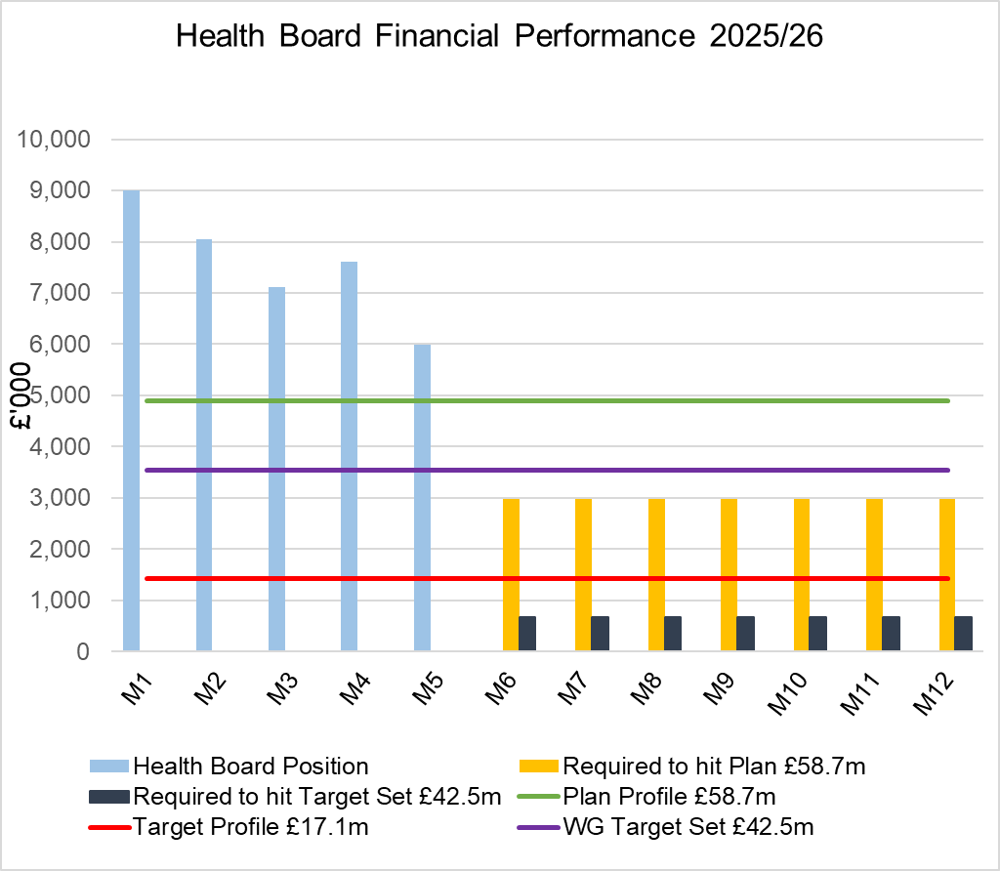 Health Board Financial Performance 2025/26
10,000
9,000
8,000
7,000
6,000
5,000
4,000
3,000
2,000
1,000
0
£'000
M1 M2 M3 M4 M5 M6 M7 M8 M9 M10 M11 M12
Health Board Position Required to hit Plan £58.7m
Required to hit Target Set £42.5m Plan Profile £58.7m
Target Profile £17.1m WG Target Set £42.5m